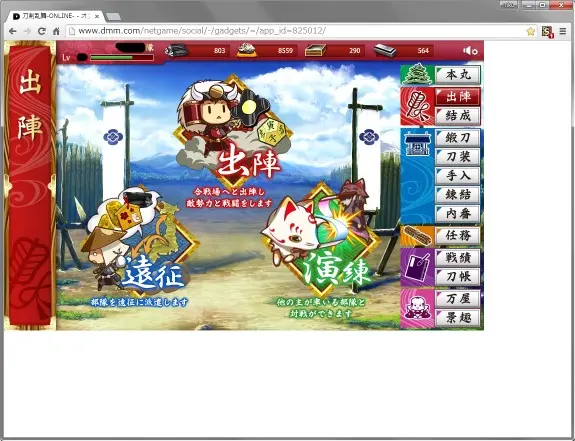 刀剣乱舞-ONLINE- - オ
www.dmm.com/netgame/social/-/gadgets/=/app_id=825012/
隊
Lv
803
8559
290
564
出陣
出陣
合戦場へと出陣し
敵勢力と戦闘をします
遠征
部隊を遠征に派遣します
演練
他の主が率いる部隊と
対戦ができます
本丸
出陣
結成
鍛刀
刀装
手入
錬結
内番
任務
戦績
刀帳
万屋
景趣